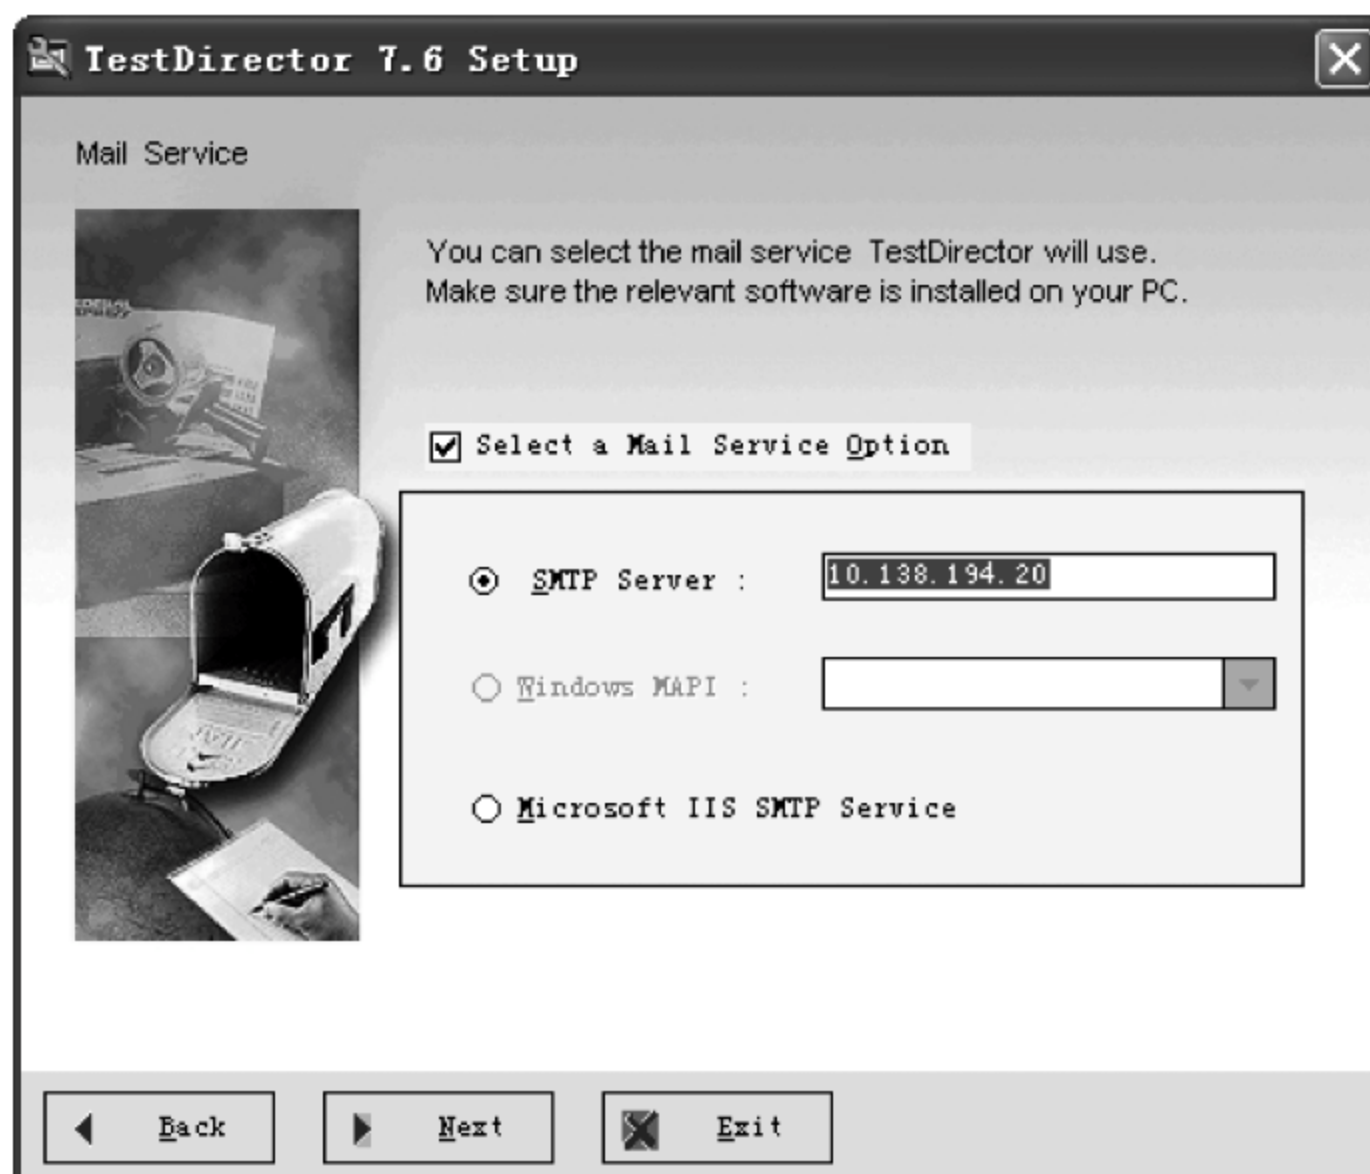 TestDirector 7.6 Setup
Mail Service
You can select the mail service TestDirector will use.
Make sure the relevant software is installed on your PC.
Select a Mail Service Option
SMTP Server :
10.138.194.20
Windows MAPI :
Microsoft IIS SMTP Service
Back
Next
Exit